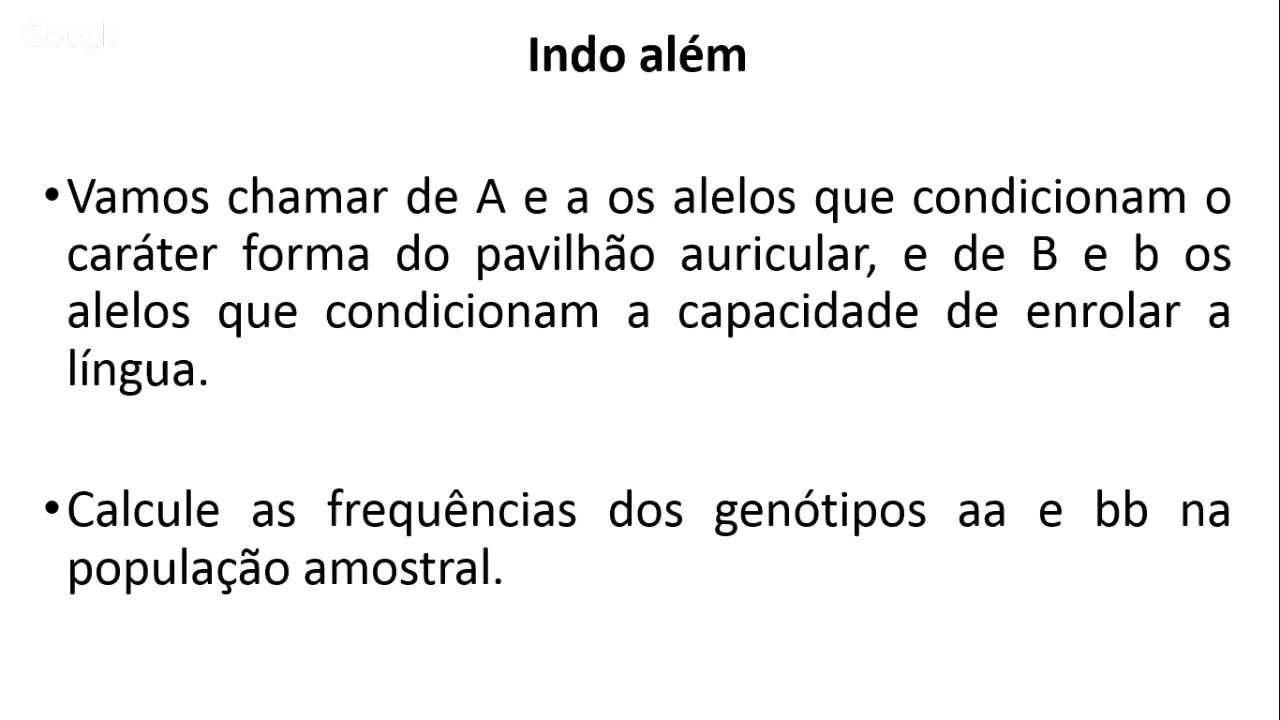 Google
Indo além
•Vamos chamar de A e a os alelos que condicionam o
caráter forma do pavilhão auricular, e de B e b os
alelos que condicionam a capacidade de enrolar a
língua.
•Calcule as frequências dos genótipos aa e bb na
população amostral.